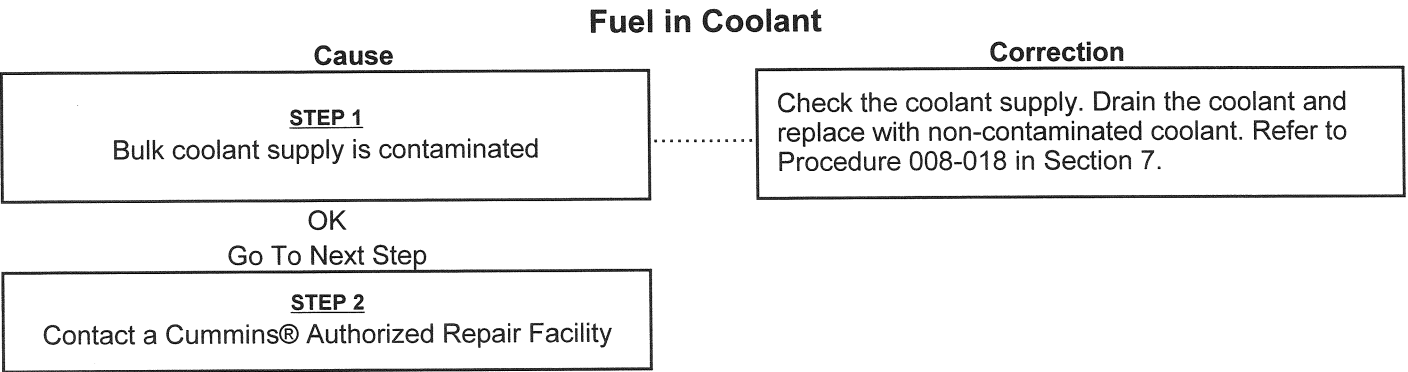 Fuel in Coolant
Cause
Correction
STEP 1
Bulk coolant supply is contaminated
Check the coolant supply. Drain the coolant and
replace with non-contaminated coolant. Refer to
Procedure 008-018 in Section 7.
OK
Go To Next Step
STEP 2
Contact a Cummins® Authorized Repair Facility